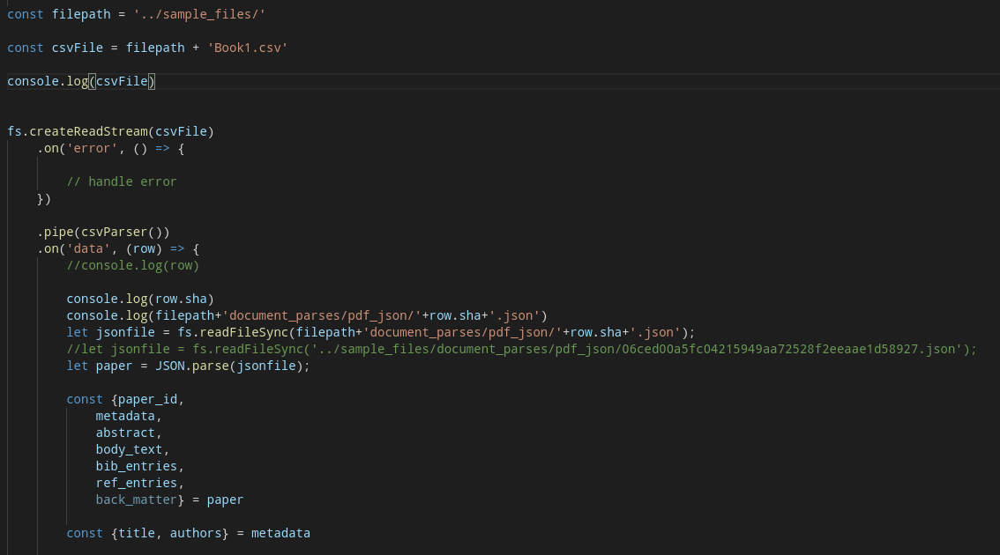 const filepath = '../sample_files/'
const csvFile = filepath + 'Book1.csv'
console.log(csvFile)
fs.createReadStream(csvFile)
.on('error', () => {
// handle error
})
.pipe(csvParser())
.on('data', (row) => {
//console.log(row)
console.log(row.sha)
console.log(filepath+'document_parses/pdf_json/'+row.sha+'.json')
let jsonfile = fs.readFileSync(filepath+'document_parses/pdf_json/'+row.sha+'.json');
//let jsonfile = fs.readFileSync('../sample_files/document_parses/pdf_json/06ced00a5fc04215949aa72528f2eeaae1d58927.json');
let paper = JSON.parse(jsonfile);
const {paper_id,
metadata,
abstract,
body_text,
bib_entries,
ref_entries,
back_matter} = paper
const {title, authors} = metadata